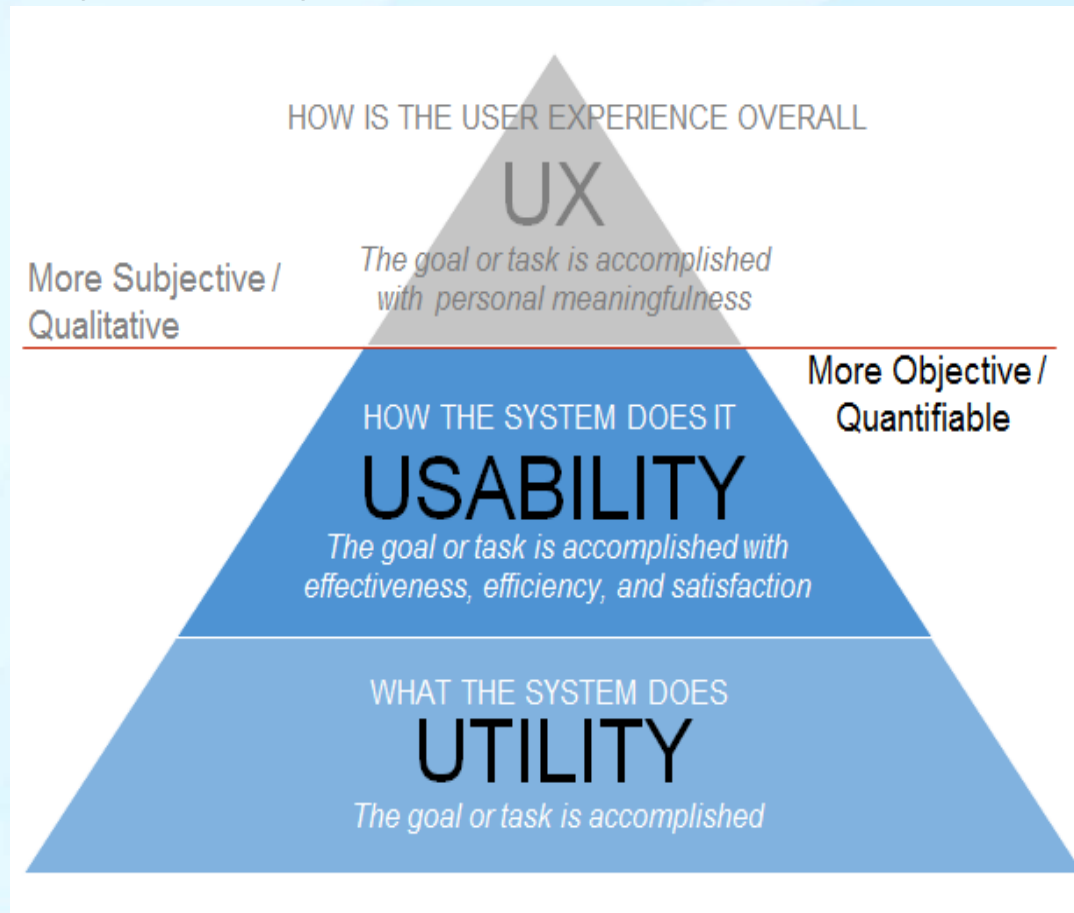 HOW IS THE USER EXPERIENCE OVERALL
UX
The goal or task is accomplished
with personal meaningfulness
More Subjective /
Qualitative
More Objective /
Quantifiable
HOW THE SYSTEM DOES IT
USABILITY
The goal or task is accomplished with
effectiveness, efficiency, and satisfaction
WHAT THE SYSTEM DOES
UTILITY
The goal or task is accomplished